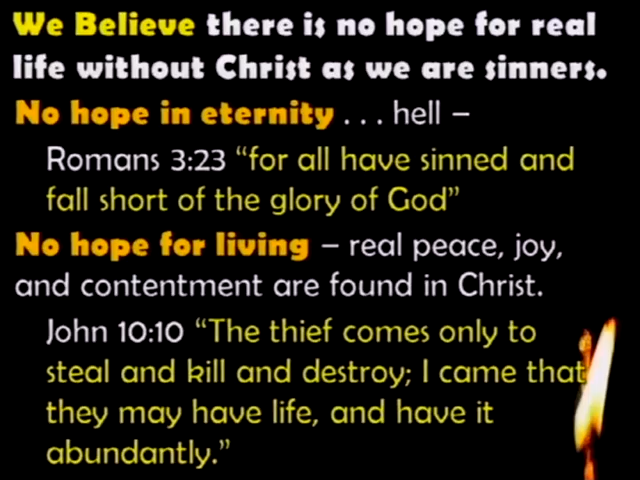 We Believe there is no hope for real
life without Christ as we are sinners.
No hope in eternity . . . hell –
Romans 3:23 “for all have sinned and
fall short of the glory of God”
No hope for living – real peace, joy,
and contentment are found in Christ.
John 10:10 “The thief comes only to
steal and kill and destroy; I came that
they may have life, and have it
abundantly.”